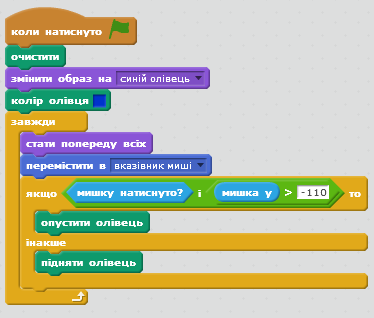 коли натиснуто
очистити
змінити образ на синій олівець
колір олівця
завжди
стати попереду всіх
перемістити в вказівник миші
якщо мишку натиснуто? і мишка y > -110 то
опустити олівець
інакше
підняти олівець